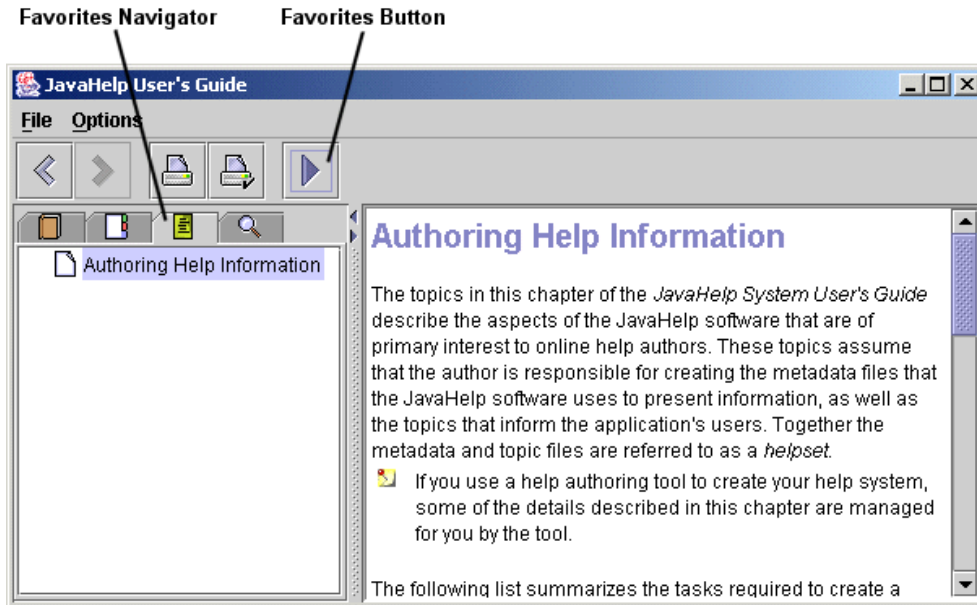 Favorites Navigator Favorites Button
JavaHelp User's Guide
File Options
Authoring Help Information
Authoring Help Information
The topics in this chapter of the JavaHelp System User's Guide
describe the aspects of the JavaHelp software that are of
primary interest to online help authors. These topics assume
that the author is responsible for creating the metadata files that
the JavaHelp software uses to present information, as well as
the topics that inform the application's users. Together the
metadata and topic files are referred to as a helpset.
If you use a help authoring tool to create your help system,
some of the details described in this chapter are managed
for you by the tool.
The following list summarizes the tasks required to create a